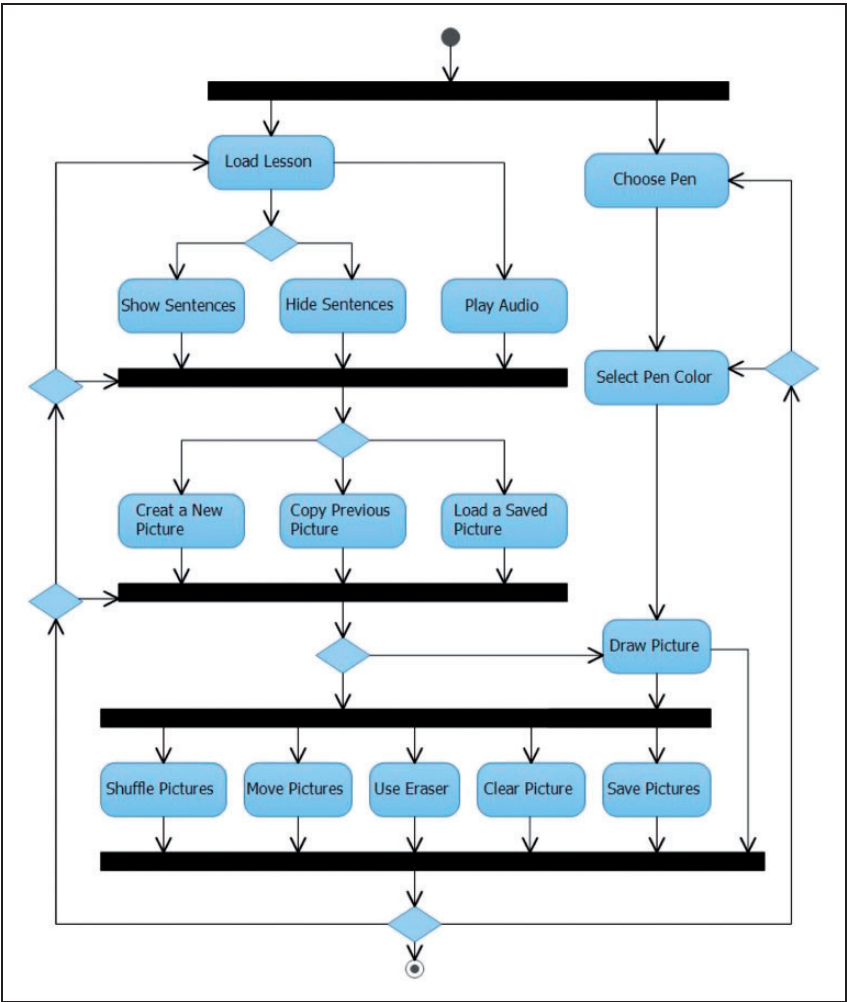 Load Lesson
Choose Pen
Show Sentences
Hide Sentences
Play Audio
Select Pen Color
Creat a New
Picture
Copy Previous
Picture
Load a Saved
Picture
Draw Picture
Shuffle Pictures
Move Pictures
Use Eraser
Clear Picture
Save Pictures